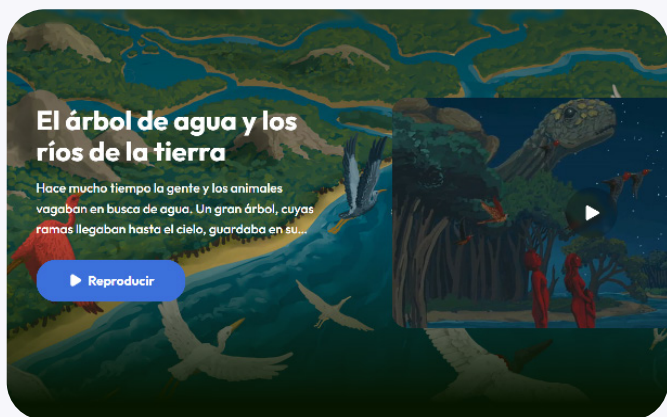 El árbol de agua y los
ríos de la tierra
Hace mucho tiempo la gente y los animales
vagaban en busca de agua. Un gran árbol, cuyas
ramas llegaban hasta el cielo, guardaba en su...
Reproducir